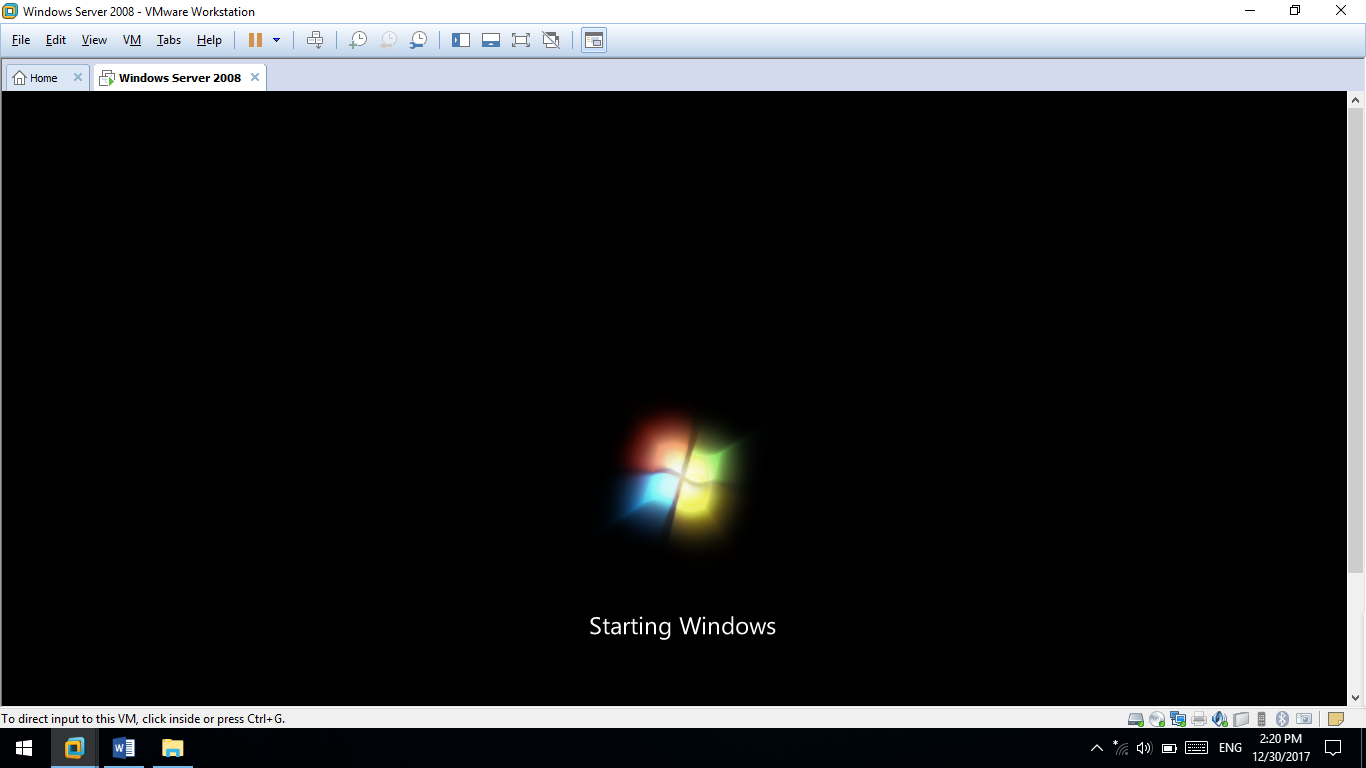 Windows Server 2008 - VMware Workstation
File Edit View VM Tabs Help
Home Windows Server 2008
Starting Windows
To direct input to this VM, click inside or press Ctrl+G.
ENG 2:20 PM
12/30/2017